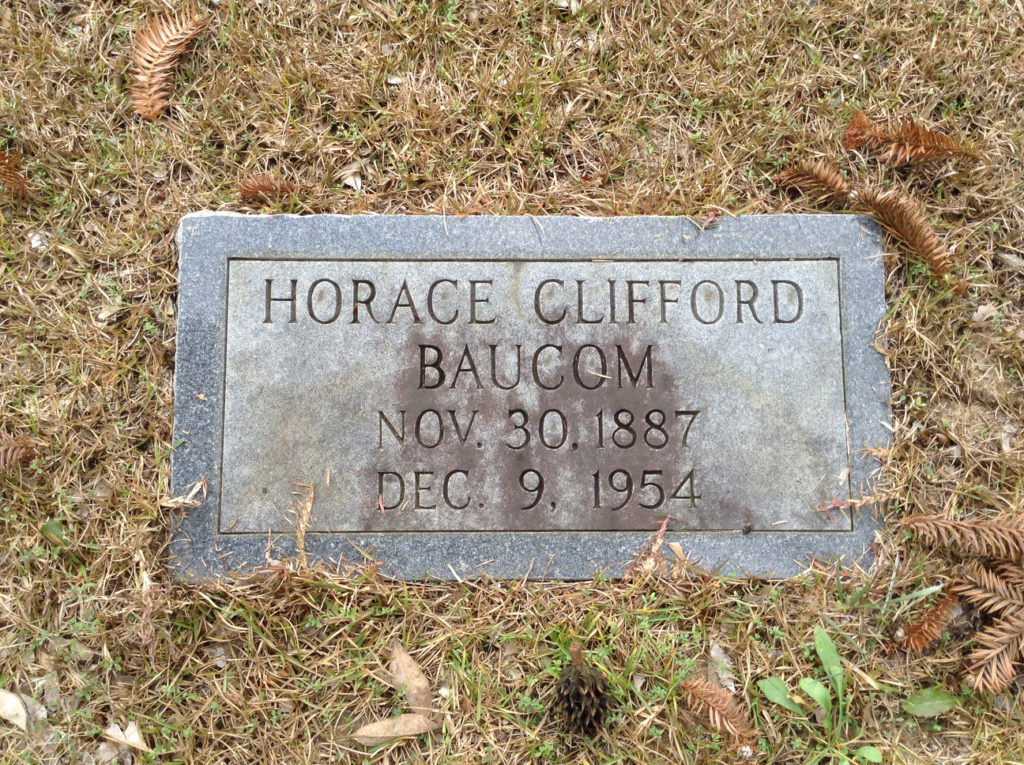 HORACE CLIFFORD
BAUCOM
NOV. 30, 1887
DEC. 9, 1954